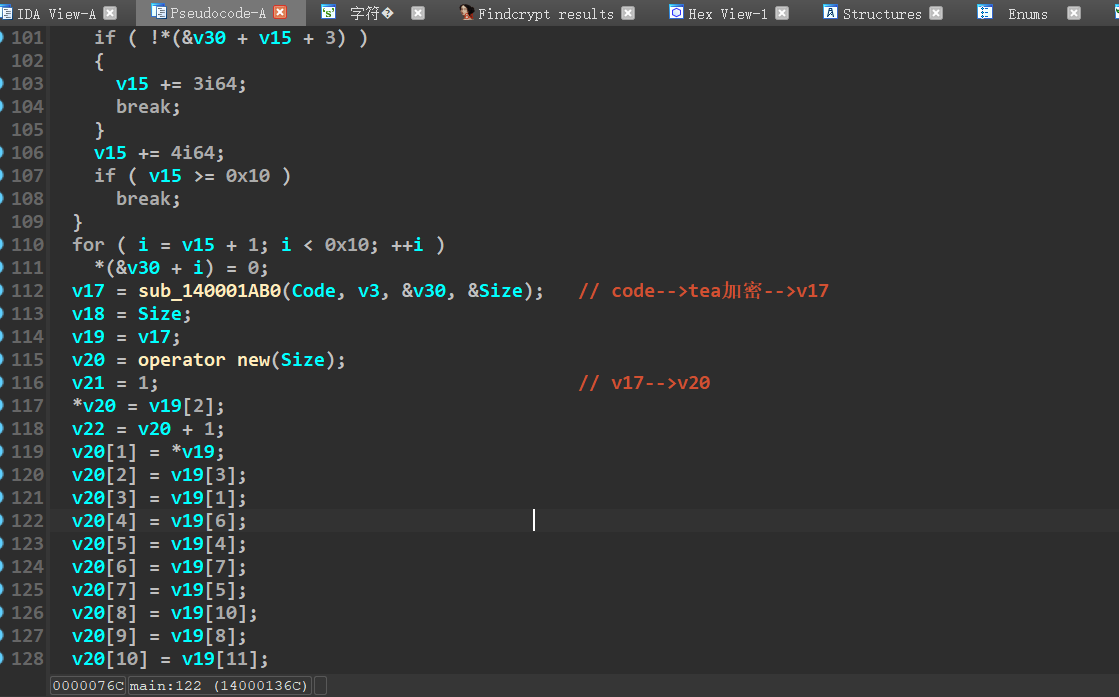 IDA View-A Pseudocode-A 字符� Findcrypt results Hex View-1 Structures Enums
101 if ( !*(&v30 + v15 + 3) )
102 {
103 v15 += 3i64;
104 break;
105 }
106 v15 += 4i64;
107 if ( v15 >= 0x10 )
108 break;
109 }
110 for ( i = v15 + 1; i < 0x10; ++i )
111 *(&v30 + i) = 0;
112 v17 = sub_140001AB0(Code, v3, &v30, &Size); // code-->tea加密-->v17
113 v18 = Size;
114 v19 = v17;
115 v20 = operator new(Size);
116 v21 = 1; // v17-->v20
117 *v20 = v19[2];
118 v22 = v20 + 1;
119 v20[1] = *v19;
120 v20[2] = v19[3];
121 v20[3] = v19[1];
122 v20[4] = v19[6];
123 v20[5] = v19[4];
124 v20[6] = v19[7];
125 v20[7] = v19[5];
126 v20[8] = v19[10];
127 v20[9] = v19[8];
128 v20[10] = v19[11];
0000076C main:122 (14000136C)